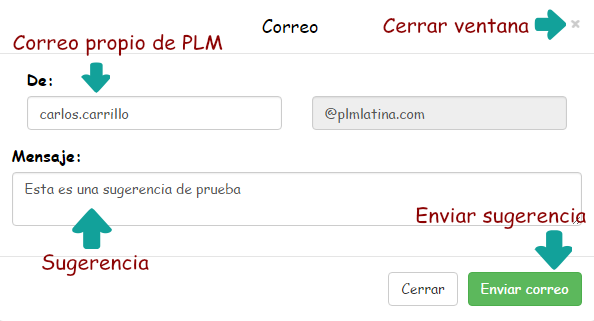 Correo
Cerrar ventana
×
Correo propio de PLM
De:
carlos.carrillo
@plmlatina.com
Mensaje:
Esta es una sugerencia de prueba
Enviar sugerencia
Sugerencia
Cerrar
Enviar correo